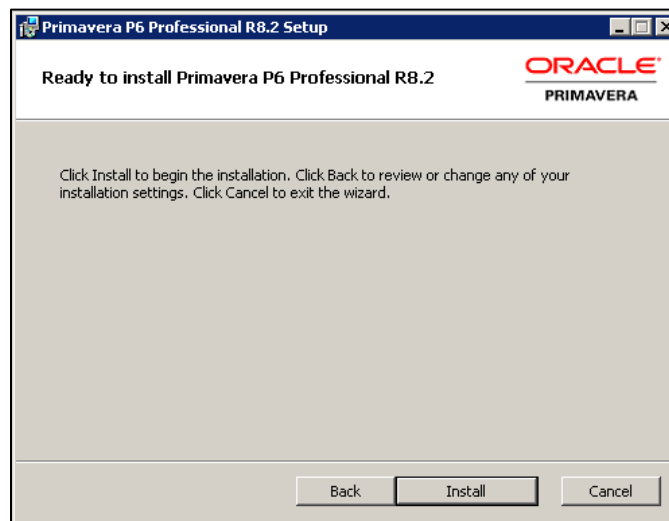 Primavera P6 Professional R8.2 Setup
Ready to install Primavera P6 Professional R8.2
ORACLE
PRIMAVERA
Click Install to begin the installation. Click Back to review or change any of your
installation settings. Click Cancel to exit the wizard.
Back Install Cancel